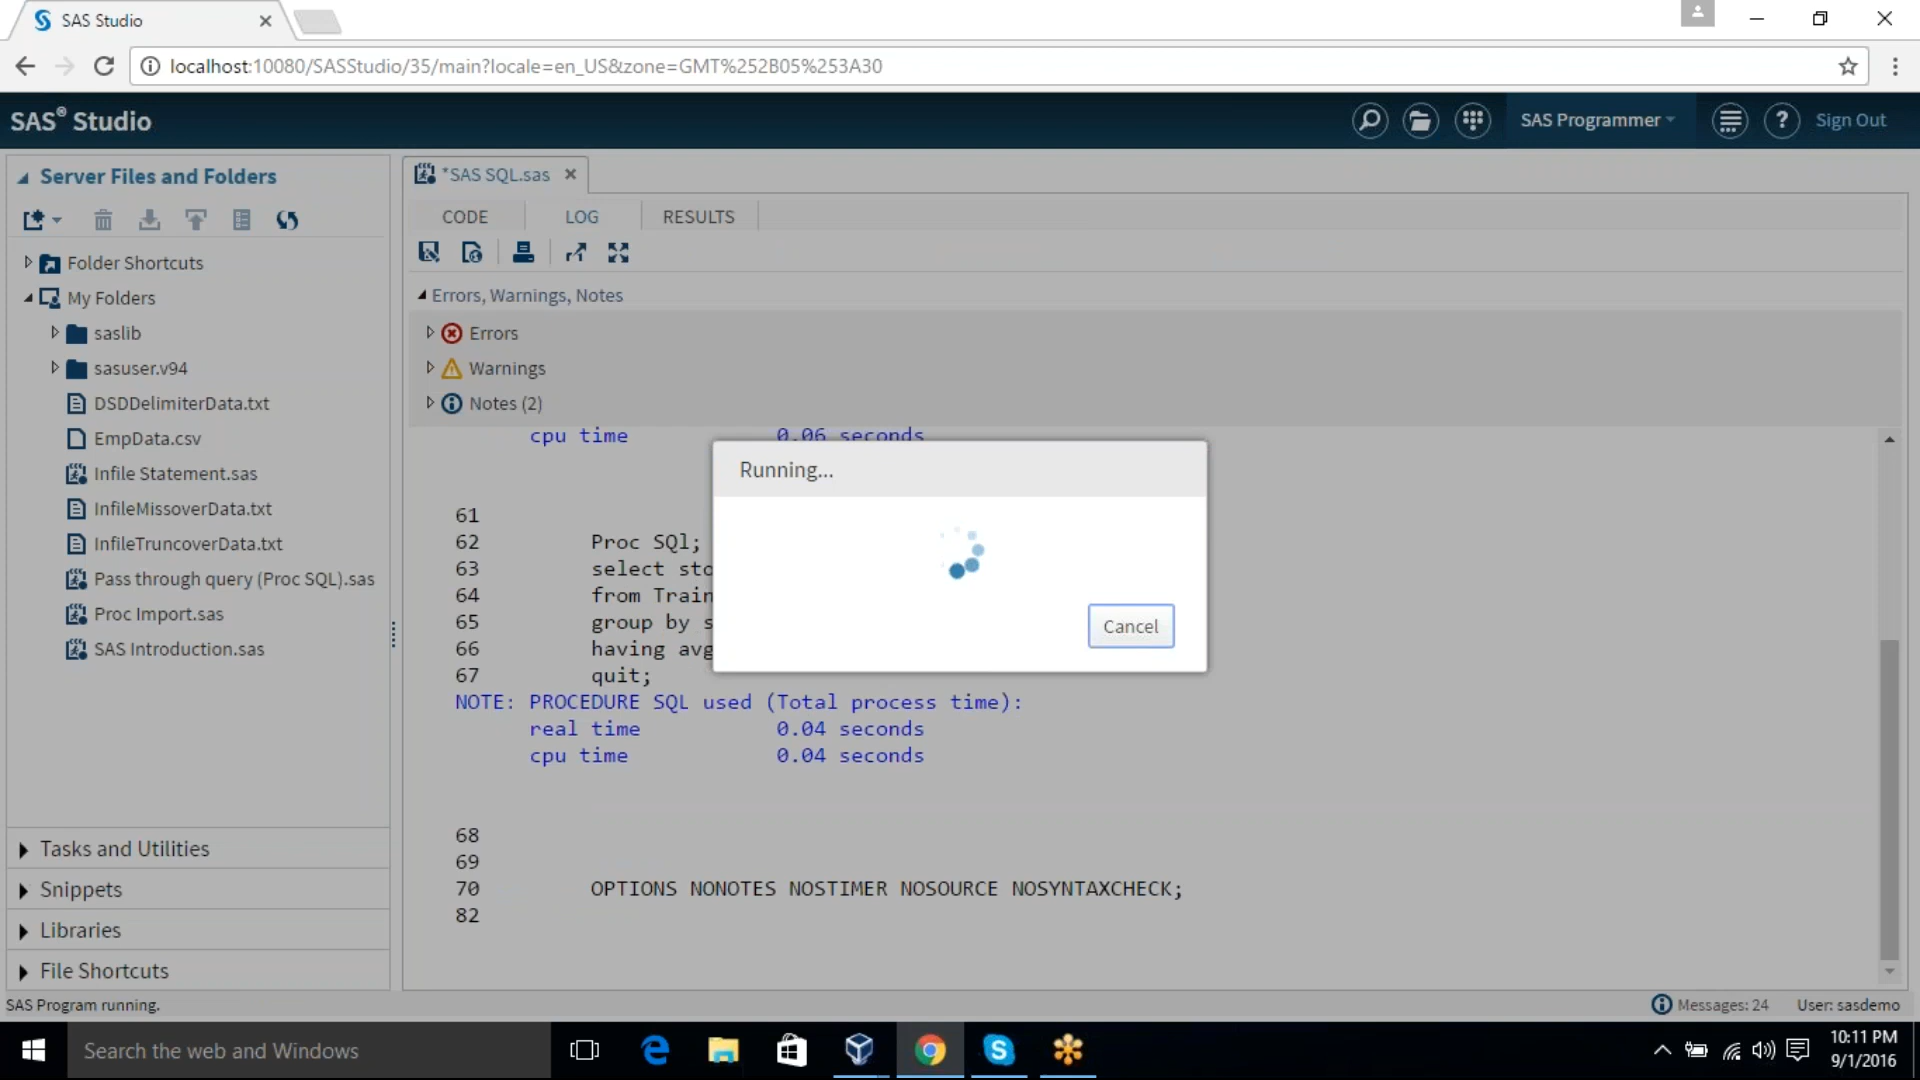 SAS Studio
localhost:10080/SASStudio/35/main?locale=en_US&zone=GMT%252B05%253A30
SAS® Studio
SAS Programmer
?
Sign Out
Server Files and Folders
*SAS SQL.sas
CODE
LOG
RESULTS
Folder Shortcuts
My Folders
saslib
sasuser.v94
DSDDelimiterData.txt
EmpData.csv
Infile Statement.sas
InfileMissoverData.txt
InfileTruncoverData.txt
Pass through query (Proc SQL).sas
Proc Import.sas
SAS Introduction.sas
Tasks and Utilities
Snippets
Libraries
File Shortcuts
Errors, Warnings, Notes
Errors
Warnings
Notes (2)
cpu time 0.06 seconds
Running...
Cancel
61
62 Proc SQl;
63 select sto
64 from Train
65 group by s
66 having avg
67 quit;
NOTE: PROCEDURE SQL used (Total process time):
real time 0.04 seconds
cpu time 0.04 seconds
68
69
70 OPTIONS NONOTES NOSTIMER NOSOURCE NOSYNTAXCHECK;
82
SAS Program running.
Messages: 24
User: sasdemo
Search the web and Windows
10:11 PM
9/1/2016